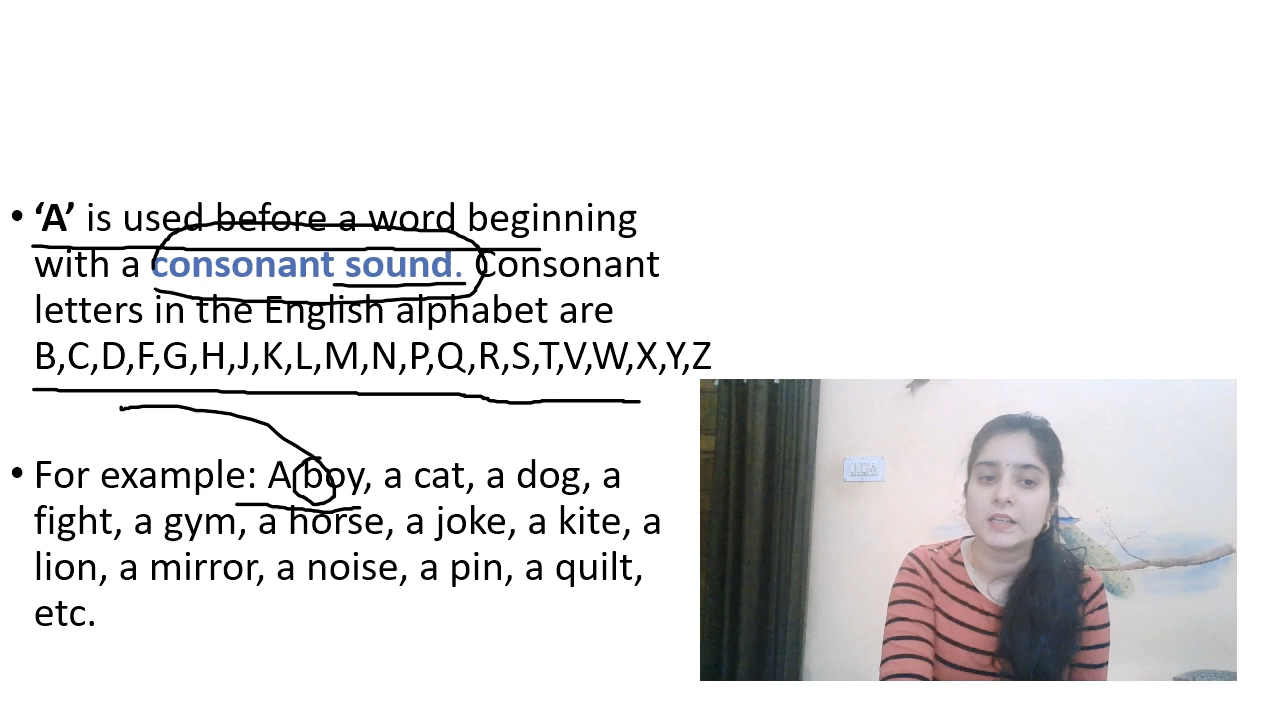 • ‘A’ is used before a word beginning
with a consonant sound. Consonant
letters in the English alphabet are
B,C,D,F,G,H,J,K,L,M,N,P,Q,R,S,T,V,W,X,Y,Z
• For example: A boy, a cat, a dog, a
fight, a gym, a horse, a joke, a kite, a
lion, a mirror, a noise, a pin, a quilt,
etc.